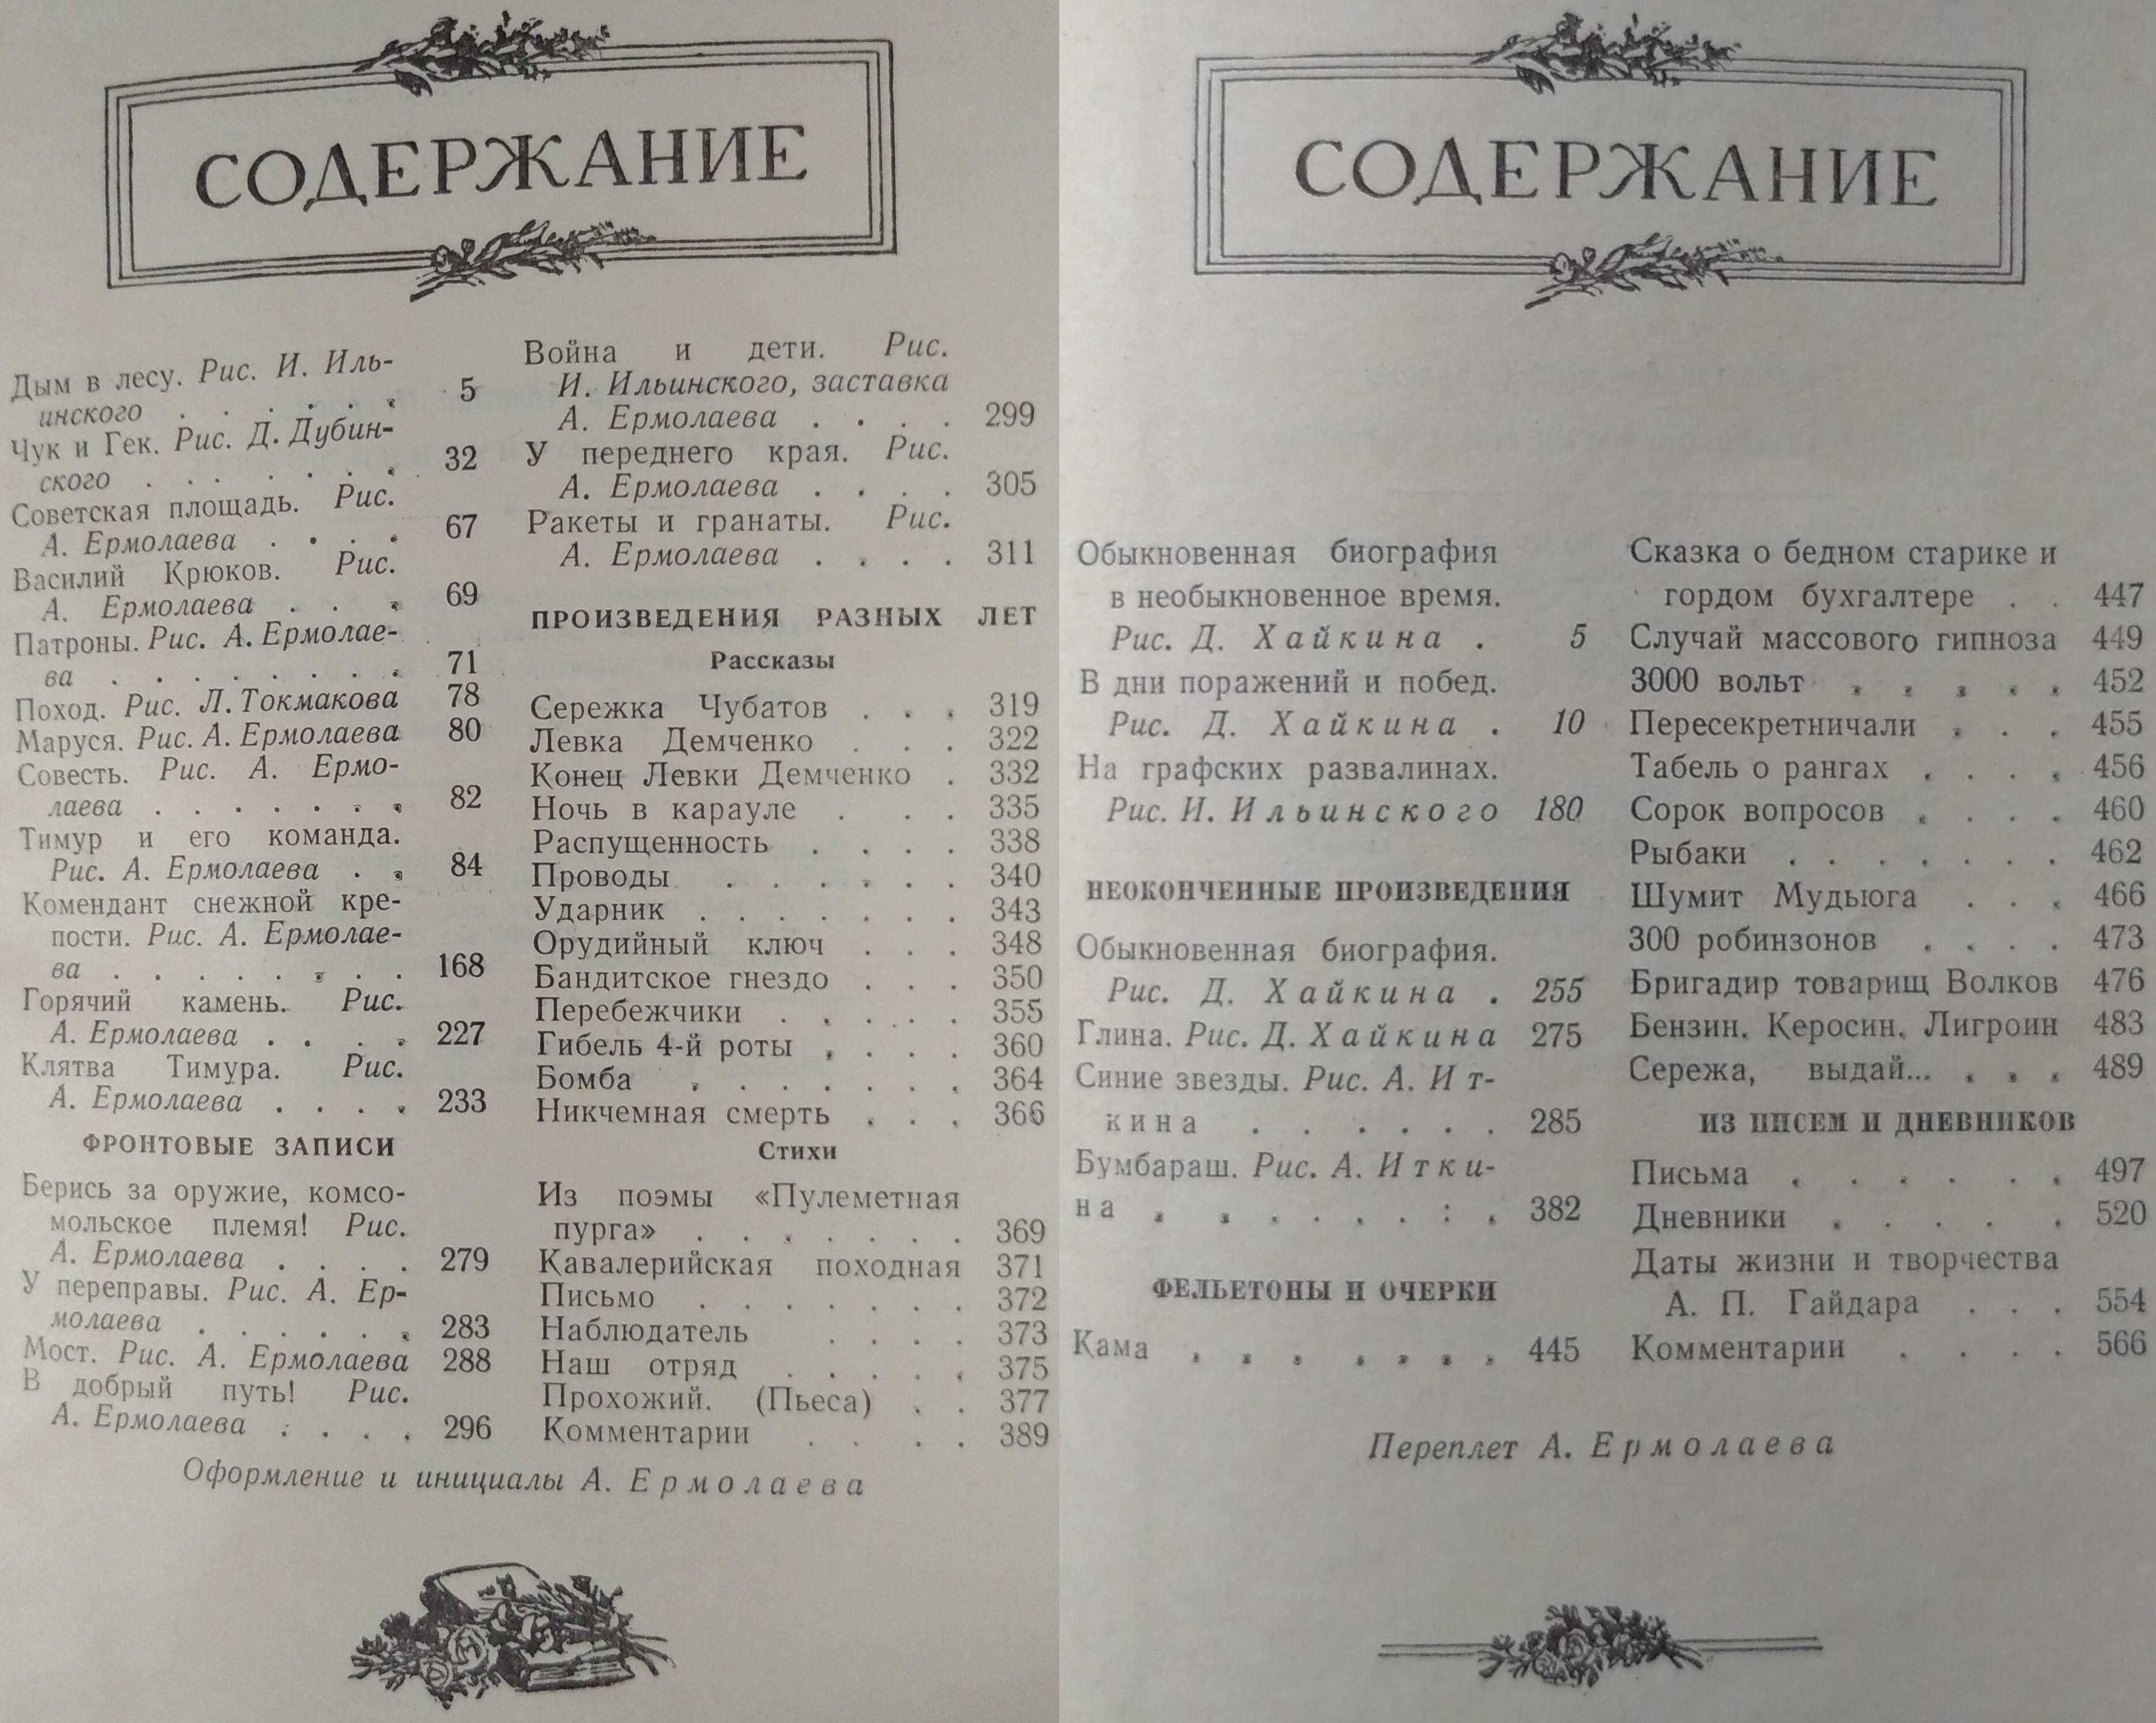 СОДЕРЖАНИЕ
Дым в лесу. Рис. И. Иль-
инского . . . . . . 5
Чук и Гек. Рис. Д. Дубин-
ского . . . . . . 32
Советская площадь. Рис.
А. Ермолаева . . . . 67
Василий Крюков. Рис.
А. Ермолаева . . . 69
Патроны. Рис. А. Ермолае-
ва . . . . . . . . 71
Поход. Рис. Л. Токмакова 78
Маруся. Рис. А. Ермолаева 80
Совесть. Рис. А. Ермо-
лаева . . . . . . . 82
Тимур и его команда.
Рис. А. Ермолаева . . 84
Комендант снежной кре-
пости. Рис. А. Ермолае-
ва . . . . . . . . 168
Горячий камень. Рис.
А. Ермолаева . . . . 227
Клятва Тимура. Рис.
А. Ермолаева . . . . 233
ФРОНТОВЫЕ ЗАПИСИ
Берись за оружие, комсо-
мольское племя! Рис.
А. Ермолаева . . . . 279
У переправы. Рис. А. Ер-
молаева . . . . . . 283
Мост. Рис. А. Ермолаева 288
В добрый путь! Рис.
А. Ермолаева . . . . 296
Война и дети. Рис.
И. Ильинского, заставка
А. Ермолаева . . . . 299
У переднего края. Рис.
А. Ермолаева . . . . 305
Ракеты и гранаты. Рис.
А. Ермолаева . . . . 311
ПРОИЗВЕДЕНИЯ РАЗНЫХ ЛЕТ
Рассказы
Сережка Чубатов . . . 319
Левка Демченко . . . 322
Конец Левки Демченко . 332
Ночь в карауле . . . 335
Распущенность . . . . 338
Проводы . . . . . . 340
Ударник . . . . . . . 343
Орудийный ключ . . . 348
Бандитское гнездо . . . 350
Перебежчики . . . . . 355
Гибель 4-й роты . . . . 360
Бомба . . . . . . . 364
Никчемная смерть . . . 366
Стихи
Из поэмы «Пулеметная
пурга» . . . . . . . 369
Кавалерийская походная 371
Письмо . . . . . . . 372
Наблюдатель . . . . 373
Наш отряд . . . . . 375
Прохожий. (Пьеса) . . 377
Комментарии . . . . 389
Оформление и инициалы А. Ермолаева
СОДЕРЖАНИЕ
Обыкновенная биография
в необыкновенное время.
Рис. Д. Хайкина . 5
В дни поражений и побед.
Рис. Д. Хайкина . 10
На графских развалинах.
Рис. И. Ильинского 180
НЕОКОНЧЕННЫЕ ПРОИЗВЕДЕНИЯ
Обыкновенная биография.
Рис. Д. Хайкина . 255
Глина. Рис. Д. Хайкина 275
Синие звезды. Рис. А. Ит-
кина . . . . . . 285
Бумбараш. Рис. А. Итки-
на . . . . . . : . 382
ФЕЛЬЕТОНЫ И ОЧЕРКИ
Кама . . . . . . . 445
Сказка о бедном старике и
гордом бухгалтере . . 447
Случай массового гипноза 449
3000 вольт . . . . . 452
Пересекретничали . . . 455
Табель о рангах . . . . 456
Сорок вопросов . . . . 460
Рыбаки . . . . . . . 462
Шумит Мудьюга . . . 466
300 робинзонов . . . . 473
Бригадир товарищ Волков 476
Бензин. Керосин. Лигроин 483
Сережа, выдай... . . . 489
ИЗ ПИСЕМ И ДНЕВНИКОВ
Письма . . . . . . 497
Дневники . . . . . 520
Даты жизни и творчества
А. П. Гайдара . . . 554
Комментарии . . . . 566
Переплет А. Ермолаева